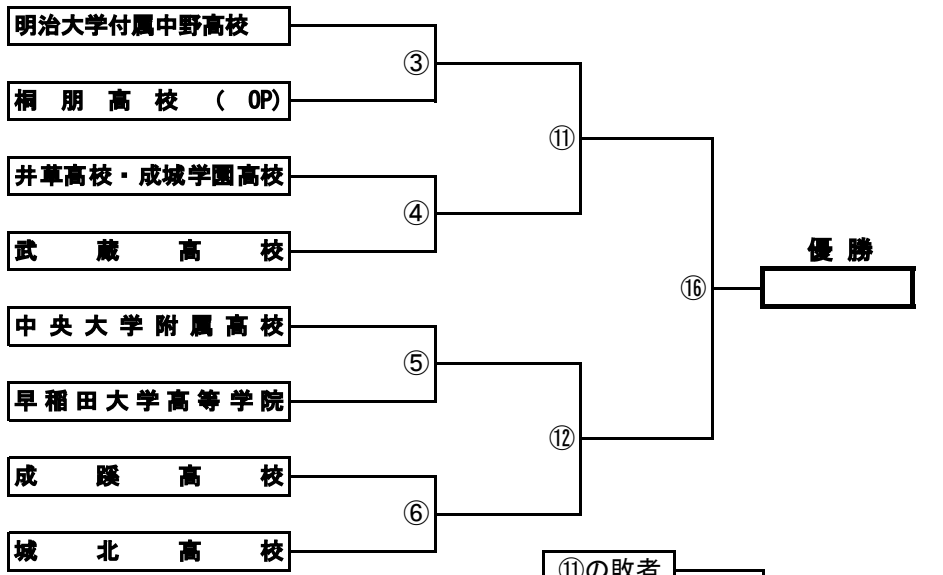 明治大学付属中野高校
③
桐朋高校(OP)
⑪
井草高校・成城学園高校
④
武蔵高校
優勝
⑯
中央大学附属高校
⑤
早稲田大学高等学院
⑫
成蹊高校
⑥
城北高校
⑪の敗者